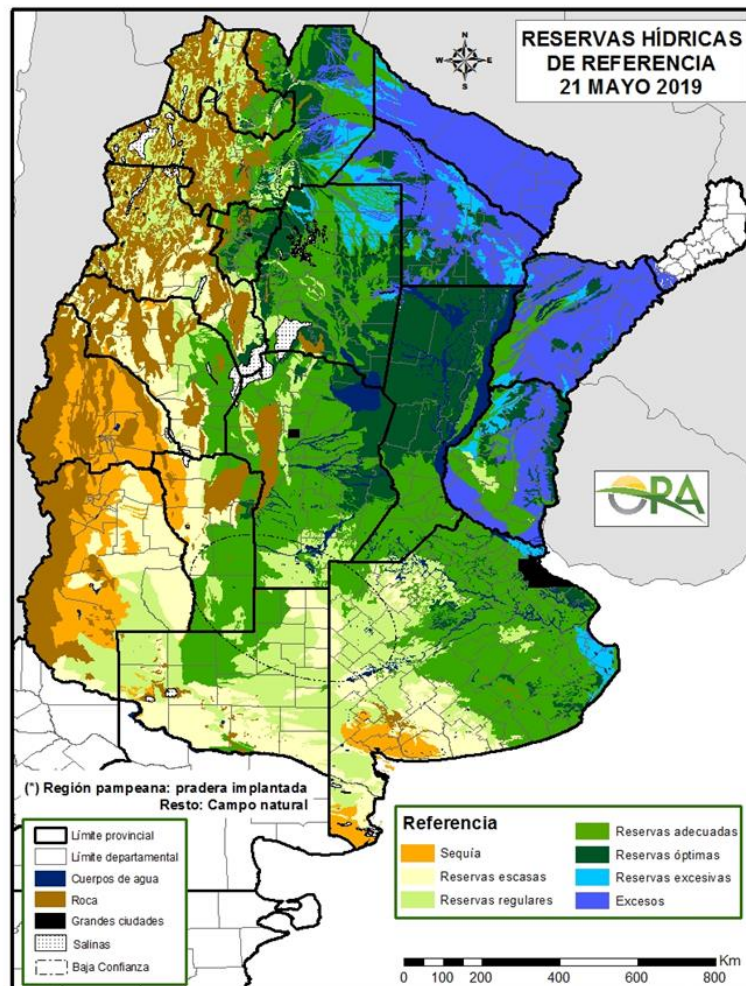 RESERVAS HÍDRICAS
DE REFERENCIA
21 MAYO 2019
N
W
E
S
ORA
(*) Región pampeana: pradera implantada
Resto: Campo natural
Límite provincial
Límite departamental
Cuerpos de agua
Roca
Grandes ciudades
Salinas
Baja Confianza
Referencia
Sequía
Reservas escasas
Reservas regulares
Reservas adecuadas
Reservas óptimas
Reservas excesivas
Excesos
Km
0 100 200 400 600 800